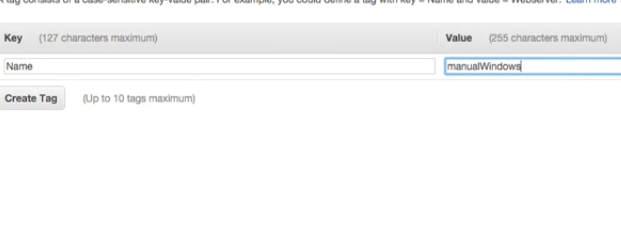 A tag consists of a case-sensitive key-value pair. For example, you could define a tag with key = Name and value = Webserver. Learn more
Key (127 characters maximum) Value (255 characters maximum)
Name manualWindows
Create Tag (Up to 10 tags maximum)